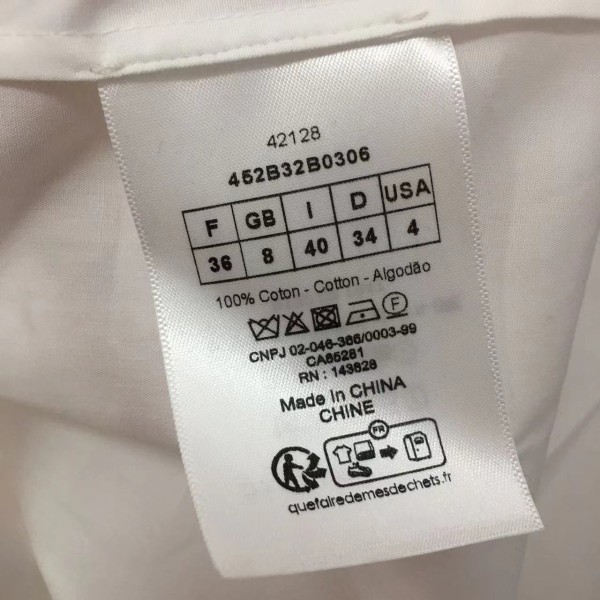 42128
452B32B0306
F GB I D USA
36 8 40 34 4
100% Coton - Cotton - Algodão
F
CNPJ 02-046-366/0003-99
CA65281
RN : 143628
Made in CHINA
CHINE
FR
quefairedemesdechets.fr